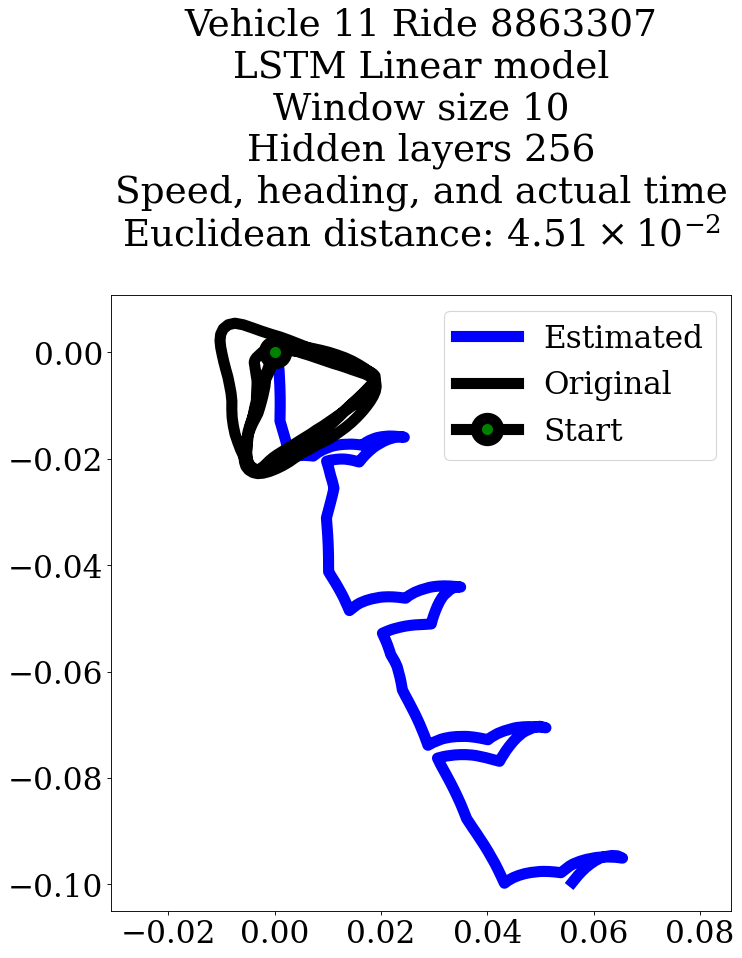 Vehicle 11 Ride 8863307
LSTM Linear model
Window size 10
Hidden layers 256
Speed, heading, and actual time
Euclidean distance: 4.51 × 10⁻²
Estimated
Original
Start
0.00
−0.02
−0.04
−0.06
−0.08
−0.10
−0.02 0.00 0.02 0.04 0.06 0.08